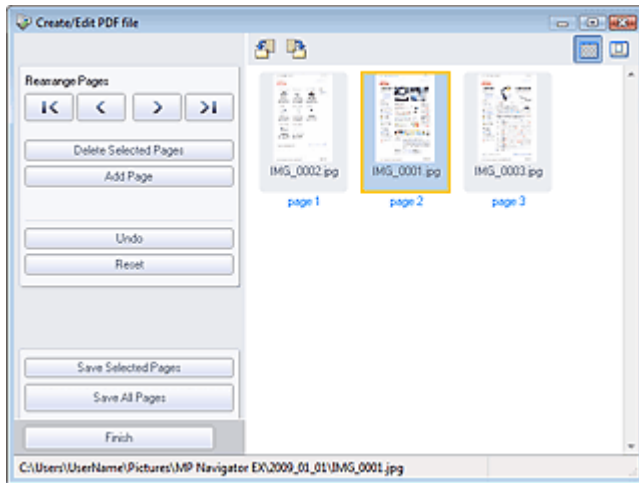 Create/Edit PDF file
Rearrange Pages
Delete Selected Pages
Add Page
Undo
Reset
Save Selected Pages
Save All Pages
Finish
IMG_0002.jpg
IMG_0001.jpg
IMG_0003.jpg
page 1
page 2
page 3
C:\Users\UserName\Pictures\MP Navigator EX\2009_01_01\IMG_0001.jpg